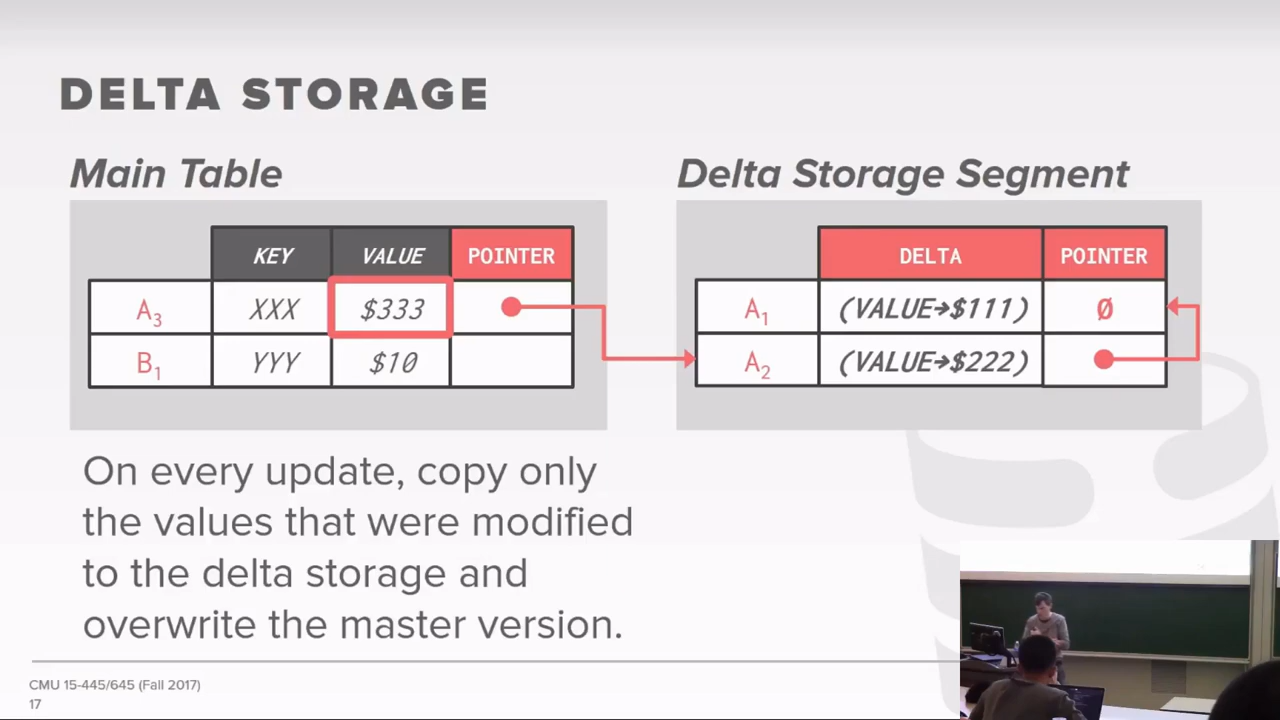 DELTA STORAGE
Main Table
KEY VALUE POINTER
A3 XXX $333
B1 YYY $10
Delta Storage Segment
DELTA POINTER
A1 (VALUE→$111) Ø
A2 (VALUE→$222)
On every update, copy only
the values that were modified
to the delta storage and
overwrite the master version.
CMU 15-445/645 (Fall 2017)
17